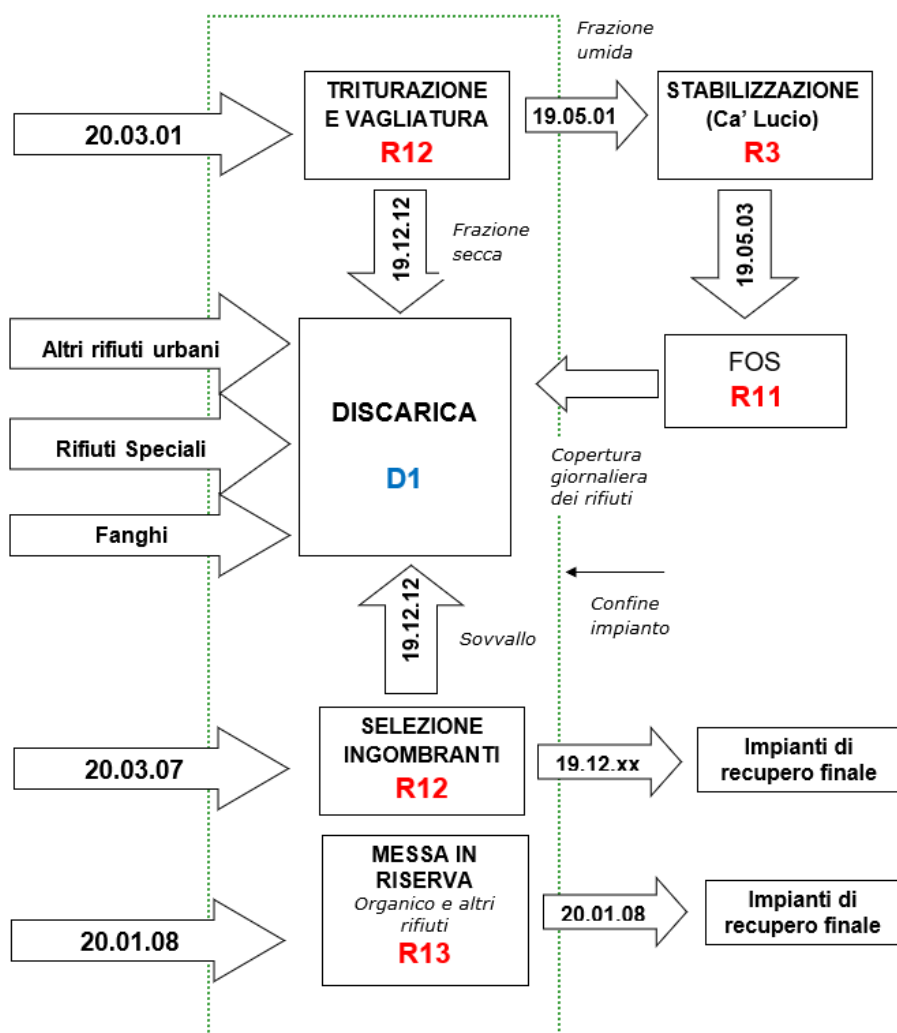 Frazione
umida
20.03.01
TRITURAZIONE
E VAGLIATURA
R12
19.05.01
STABILIZZAZIONE
(Ca' Lucio)
R3
19.12.12
Frazione
secca
19.05.03
Altri rifiuti urbani
Rifiuti Speciali
Fanghi
DISCARICA
D1
FOS
R11
Copertura
giornaliera
dei rifiuti
Confine
impianto
19.12.12
Sovvallo
20.03.07
SELEZIONE
INGOMBRANTI
R12
19.12.xx
Impianti di
recupero finale
20.01.08
MESSA IN
RISERVA
Organico e altri
rifiuti
R13
20.01.08
Impianti di
recupero finale